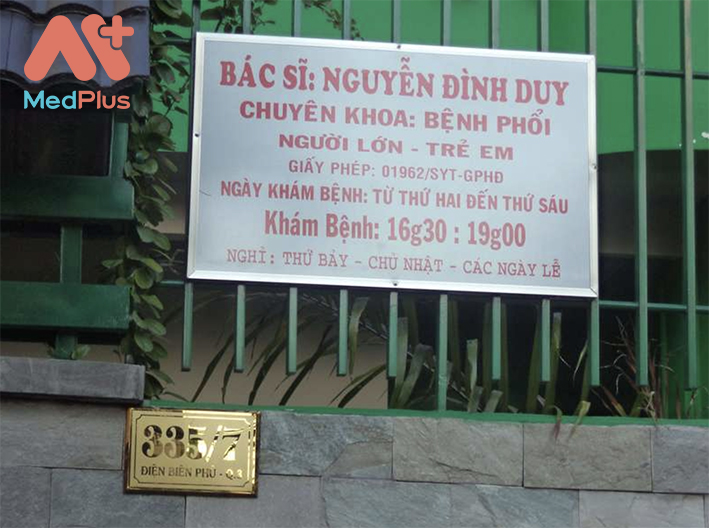 MedPlus
BÁC SĨ: NGUYỄN ĐÌNH DUY
CHUYÊN KHOA: BỆNH PHỔI
NGƯỜI LỚN - TRẺ EM
GIẤY PHÉP: 01962/SYT-GPHĐ
NGÀY KHÁM BỆNH: TỪ THỨ HAI ĐẾN THỨ SÁU
Khám Bệnh: 16g30 : 19g00
NGHỈ: THỨ BẢY - CHỦ NHẬT - CÁC NGÀY LỄ
335/7
ĐIỆN BIÊN PHỦ - Q.3